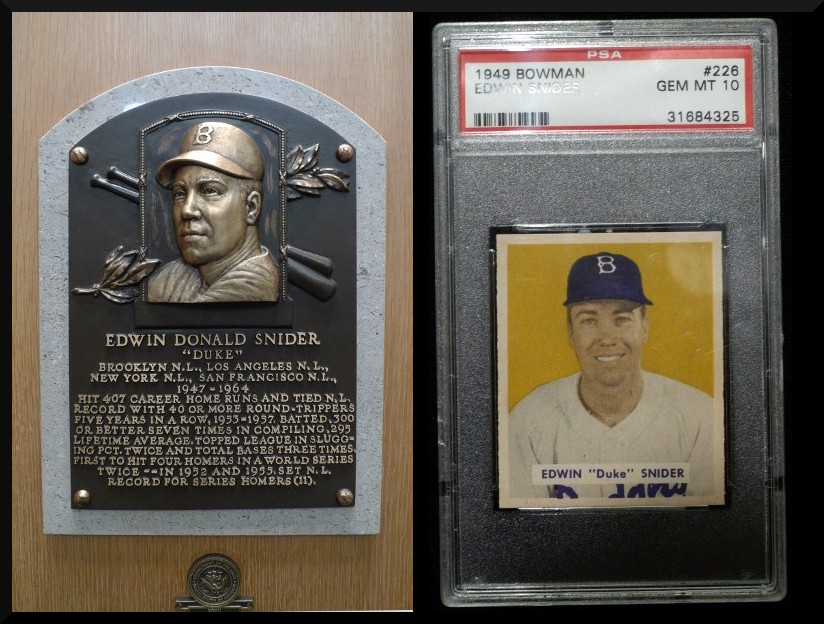 B
EDWIN DONALD SNIDER
"DUKE"
BROOKLYN N.L., LOS ANGELES N.L.,
NEW YORK N.L., SAN FRANCISCO N.L.,
1947 - 1964
HIT 407 CAREER HOME RUNS AND TIED N.L.
RECORD WITH 40 OR MORE ROUND-TRIPPERS
FIVE YEARS IN A ROW, 1953-1957. BATTED .300
OR BETTER SEVEN TIMES IN COMPILING .295
LIFETIME AVERAGE. TOPPED LEAGUE IN SLUGG-
ING PCT. TWICE AND TOTAL BASES THREE TIMES.
FIRST TO HIT FOUR HOMERS IN A WORLD SERIES
TWICE -- IN 1952 AND 1955. SET N.L.
RECORD FOR SERIES HOMERS (11).
PSA
1949 BOWMAN #226
EDWIN SNIDER GEM MT 10
31684325
B
EDWIN "Duke" SNIDER